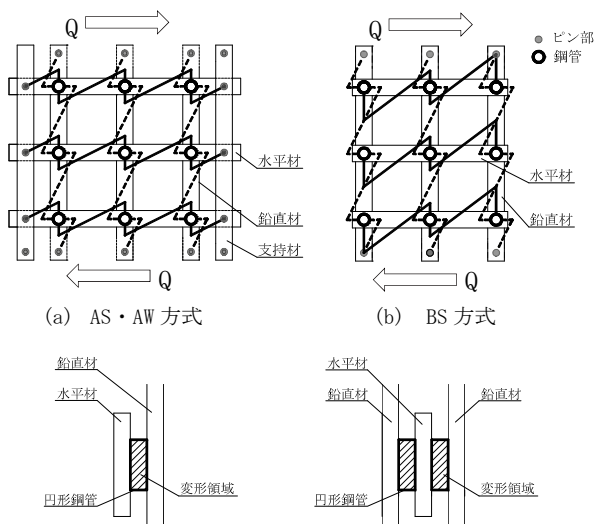 Q
Q
ピン部
鋼管
水平材
鉛直材
支持材
水平材
鉛直材
Q
Q
(a) AS・AW 方式
(b) BS 方式
鉛直材
水平材
円形鋼管
変形領域
水平材
鉛直材
鉛直材
円形鋼管
変形領域